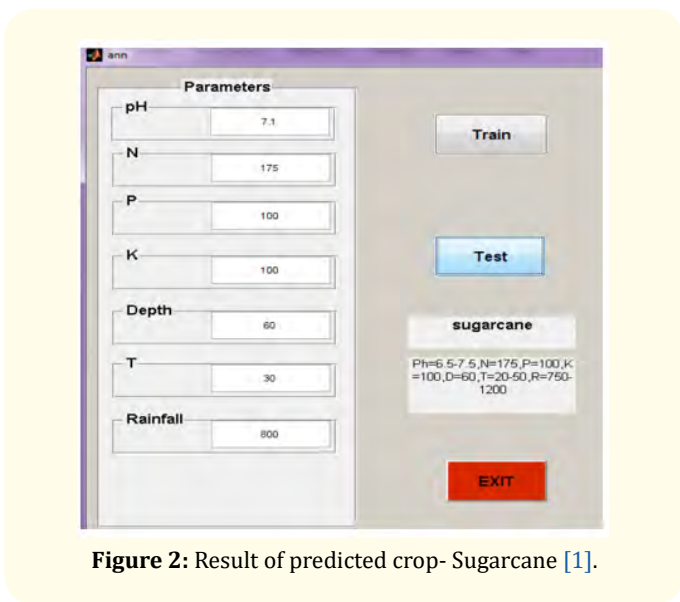 ann
Parameters
pH
7.1
N
175
P
100
K
100
Depth
60
T
30
Rainfall
800
Train
Test
sugarcane
Ph=6.5-7.5,N=175,P=100,K
=100,D=60,T=20-50,R=750-
1200
EXIT
Figure 2: Result of predicted crop- Sugarcane [1].